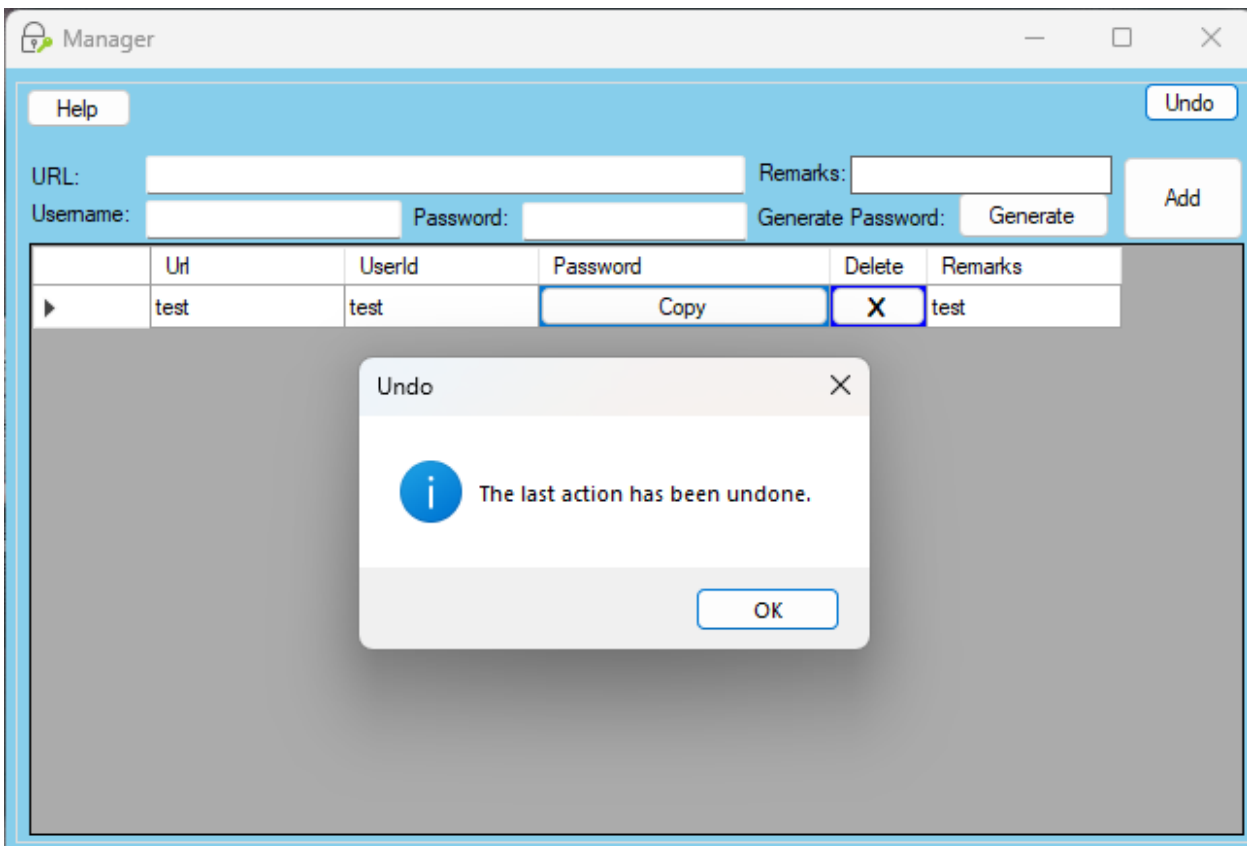 Manager
Help
Undo
URL:
Remarks:
Add
Username:
Password:
Generate Password:
Generate
Url
UserId
Password
Delete
Remarks
test
test
Copy
X
test
Undo
i
The last action has been undone.
OK